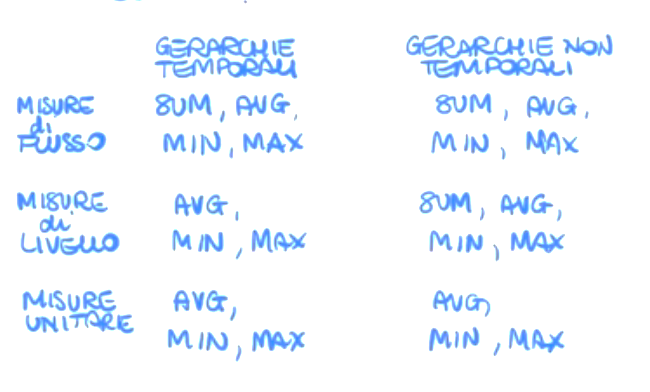 GERARCHIE GERARCHIE NON
TEMPORALI TEMPORALI
MISURE SUM, AVG, SUM, AVG,
di
FLUSSO MIN, MAX MIN, MAX
MISURE AVG, SUM, AVG,
di
LIVELLO MIN, MAX MIN, MAX
MISURE AVG, AVG,
UNITARE
MIN, MAX MIN, MAX